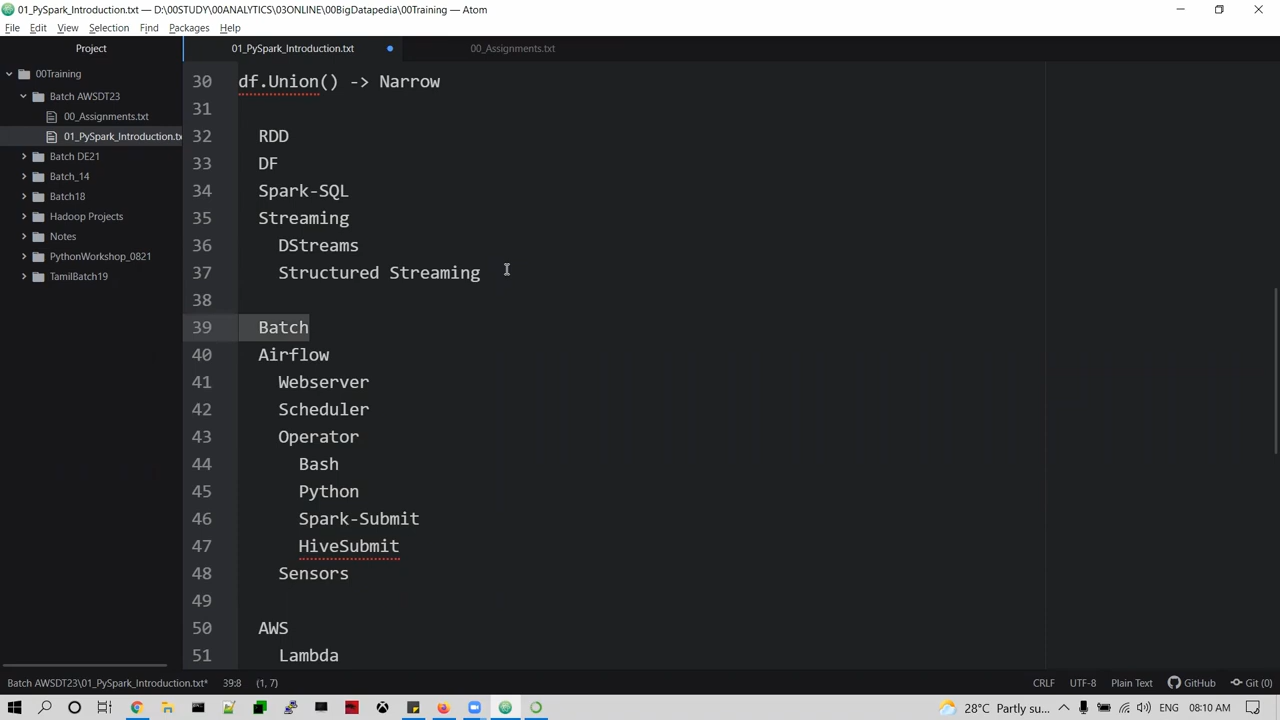 01_PySpark_Introduction.txt — D:\00STUDY\00ANALYTICS\03ONLINE\00BigDatapedia\00Training — Atom
File Edit View Selection Find Packages Help
Project
01_PySpark_Introduction.txt
00_Assignments.txt
00Training
Batch AWSDT23
00_Assignments.txt
01_PySpark_Introduction.tx
Batch DE21
Batch_14
Batch18
Hadoop Projects
Notes
PythonWorkshop_0821
TamilBatch19
30 df.Union() -> Narrow
31
32 RDD
33 DF
34 Spark-SQL
35 Streaming
36 DStreams
37 Structured Streaming
38
39 Batch
40 Airflow
41 Webserver
42 Scheduler
43 Operator
44 Bash
45 Python
46 Spark-Submit
47 HiveSubmit
48 Sensors
49
50 AWS
51 Lambda
Batch AWSDT23\01_PySpark_Introduction.txt* 39:8 (1, 7) CRLF UTF-8 Plain Text GitHub Git (0)
28°C Partly su... ENG 08:10 AM